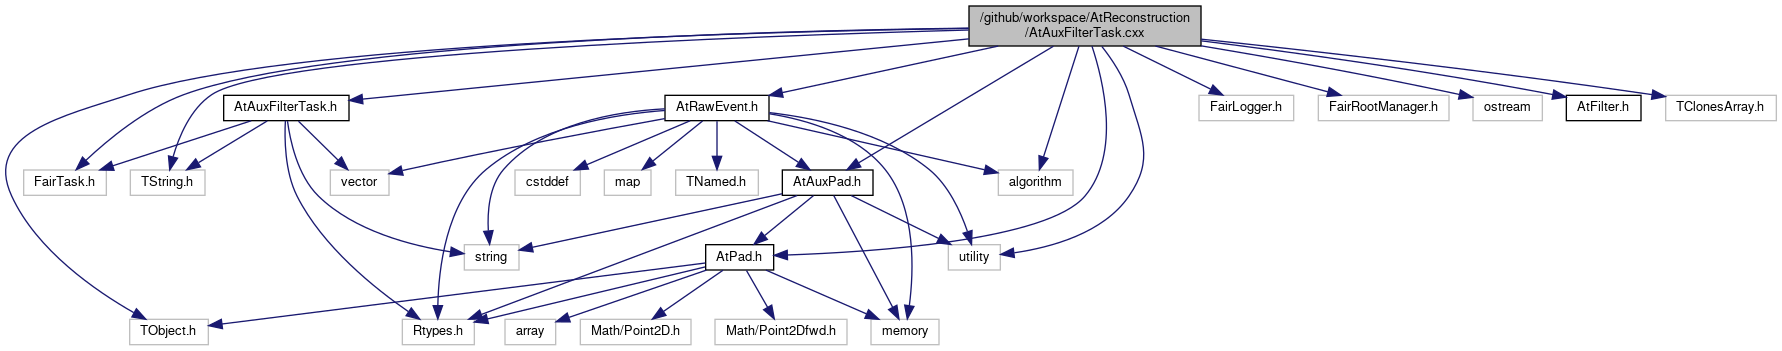 /github/workspace/AtReconstruction
/AtAuxFilterTask.cxx
AtAuxFilterTask.h
AtRawEvent.h
FairLogger.h
FairRootManager.h
ostream
AtFilter.h
TClonesArray.h
FairTask.h
TString.h
vector
cstddef
map
TNamed.h
AtAuxPad.h
algorithm
string
AtPad.h
utility
TObject.h
Rtypes.h
array
Math/Point2D.h
Math/Point2Dfwd.h
memory